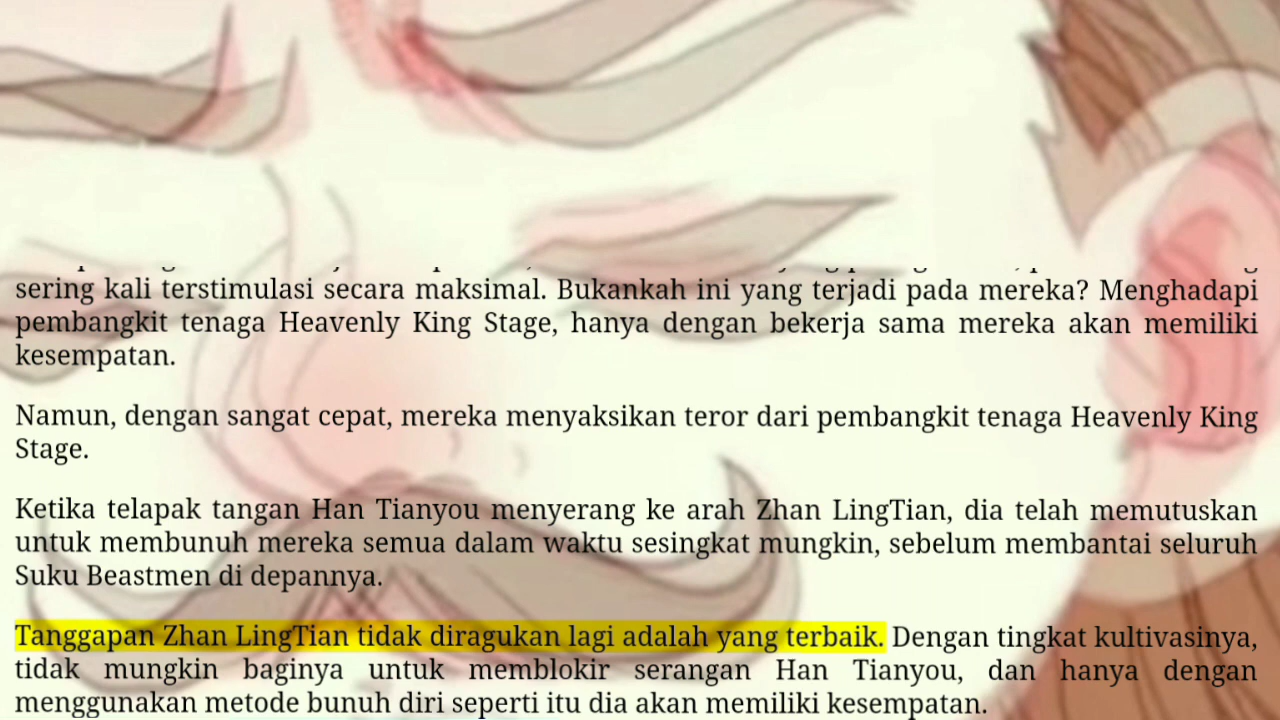 sering kali terstimulasi secara maksimal. Bukankah ini yang terjadi pada mereka? Menghadapi
pembangkit tenaga Heavenly King Stage, hanya dengan bekerja sama mereka akan memiliki
kesempatan.
Namun, dengan sangat cepat, mereka menyaksikan teror dari pembangkit tenaga Heavenly King
Stage.
Ketika telapak tangan Han Tianyou menyerang ke arah Zhan LingTian, dia telah memutuskan
untuk membunuh mereka semua dalam waktu sesingkat mungkin, sebelum membantai seluruh
Suku Beastmen di depannya.
Tanggapan Zhan LingTian tidak diragukan lagi adalah yang terbaik. Dengan tingkat kultivasinya,
tidak mungkin baginya untuk memblokir serangan Han Tianyou, dan hanya dengan
menggunakan metode bunuh diri seperti itu dia akan memiliki kesempatan.